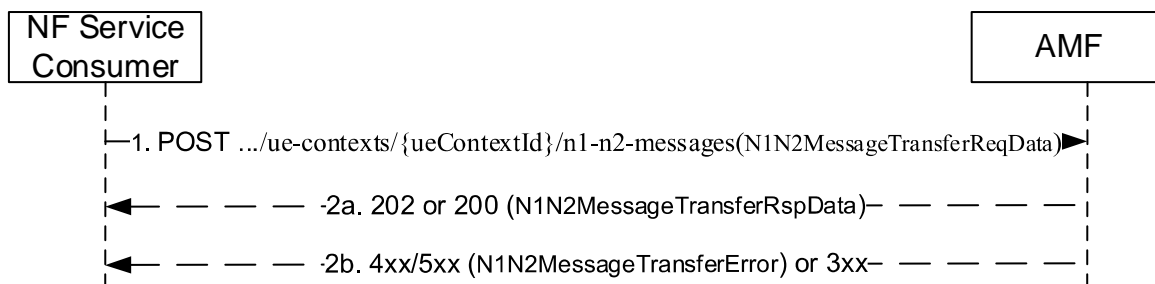 NF Service
Consumer
AMF
1. POST .../ue-contexts/{ueContextId}/n1-n2-messages(N1N2MessageTransferReqData)
2a. 202 or 200 (N1N2MessageTransferRspData)
2b. 4xx/5xx (N1N2MessageTransferError) or 3xx